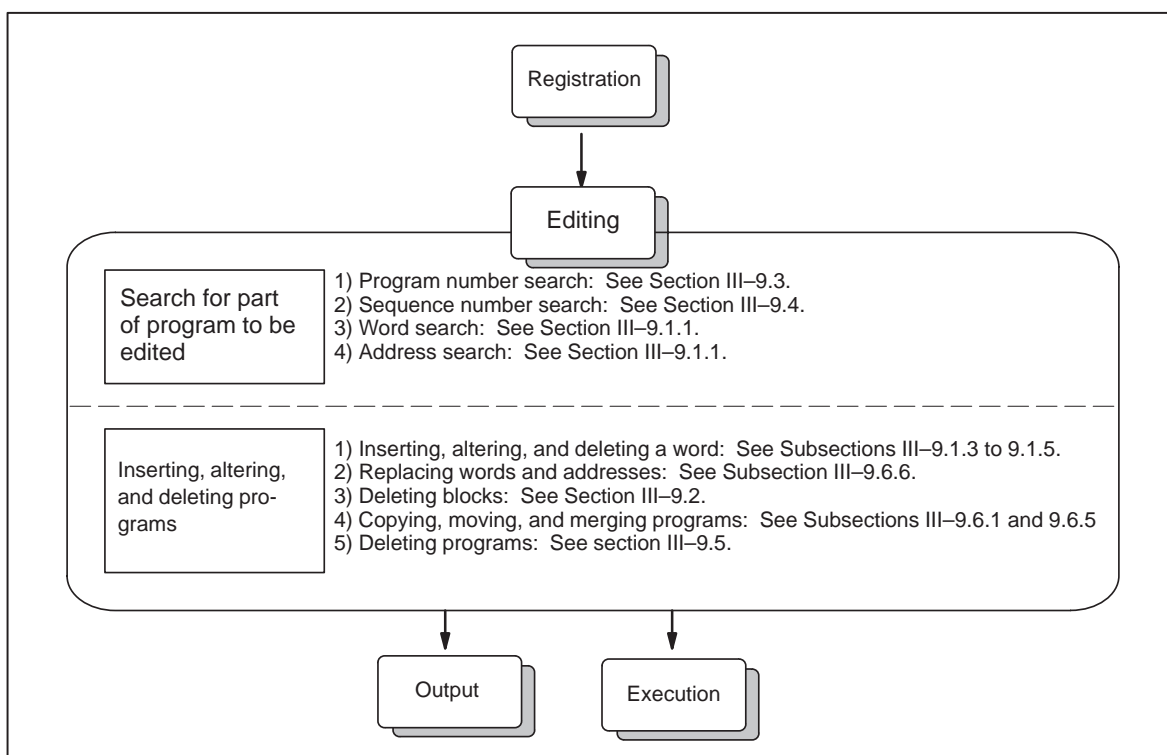 Registration
Editing
Search for part
of program to be
edited
1) Program number search: See Section III–9.3.
2) Sequence number search: See Section III–9.4.
3) Word search: See Section III–9.1.1.
4) Address search: See Section III–9.1.1.
Inserting, altering,
and deleting pro-
grams
1) Inserting, altering, and deleting a word: See Subsections III–9.1.3 to 9.1.5.
2) Replacing words and addresses: See Subsection III–9.6.6.
3) Deleting blocks: See Section III–9.2.
4) Copying, moving, and merging programs: See Subsections III–9.6.1 and 9.6.5
5) Deleting programs: See section III–9.5.
Output
Execution